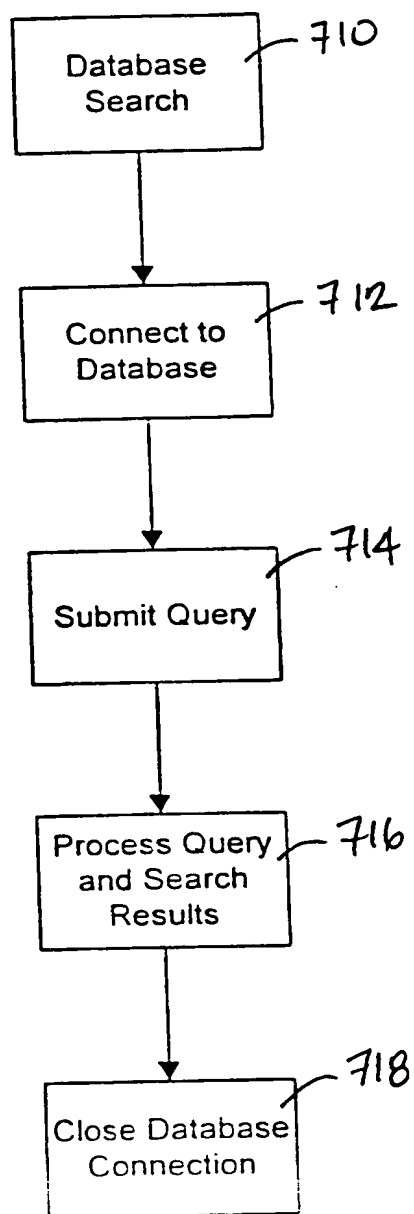 710
Database
Search
712
Connect to
Database
714
Submit Query
716
Process Query
and Search
Results
718
Close Database
Connection